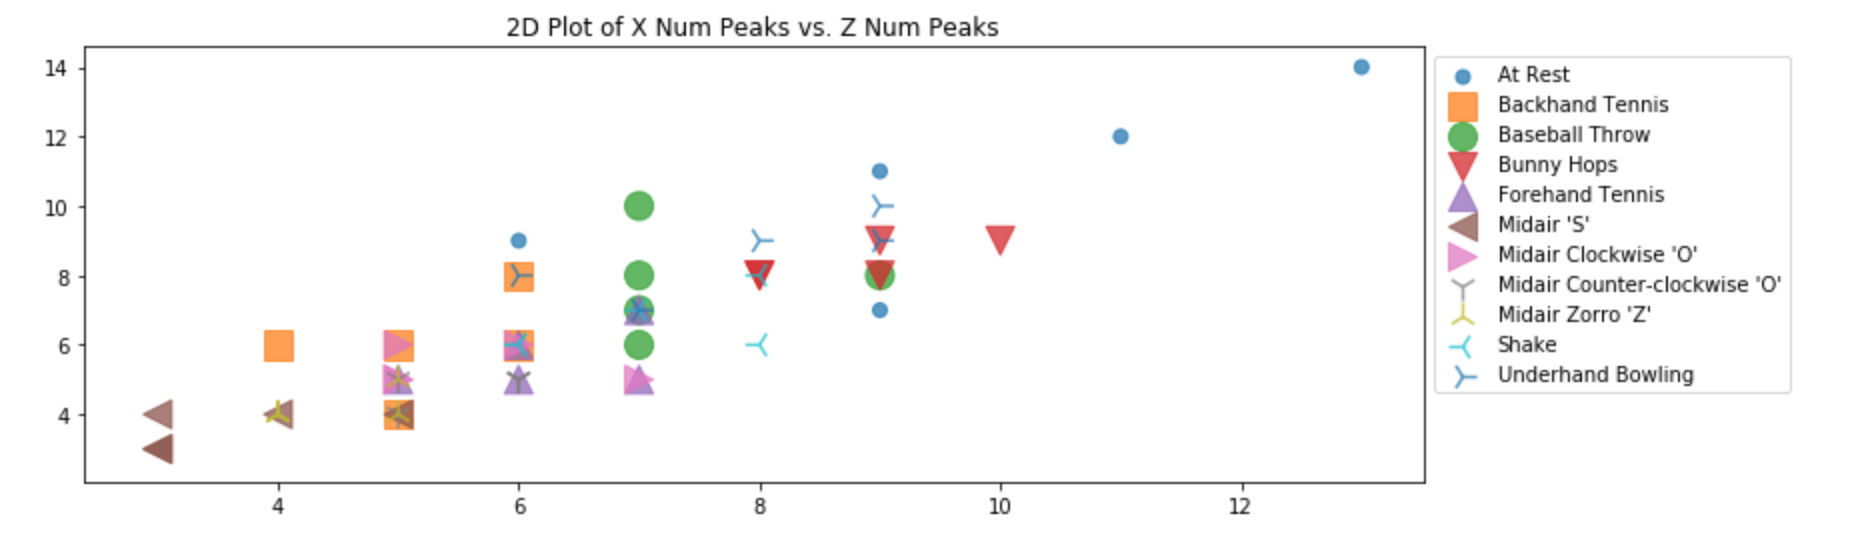 2D Plot of X Num Peaks vs. Z Num Peaks
14
12
10
8
6
4
4 6 8 10 12
At Rest
Backhand Tennis
Baseball Throw
Bunny Hops
Forehand Tennis
Midair 'S'
Midair Clockwise 'O'
Midair Counter-clockwise 'O'
Midair Zorro 'Z'
Shake
Underhand Bowling